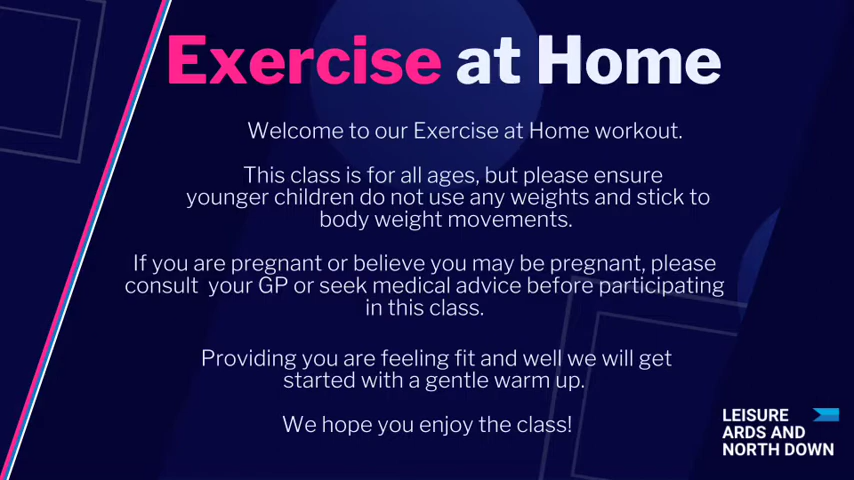 Exercise at Home
Welcome to our Exercise at Home workout.
This class is for all ages, but please ensure
younger children do not use any weights and stick to
body weight movements.
If you are pregnant or believe you may be pregnant, please
consult your GP or seek medical advice before participating
in this class.
Providing you are feeling fit and well we will get
started with a gentle warm up.
We hope you enjoy the class!
LEISURE
ARDS AND
NORTH DOWN